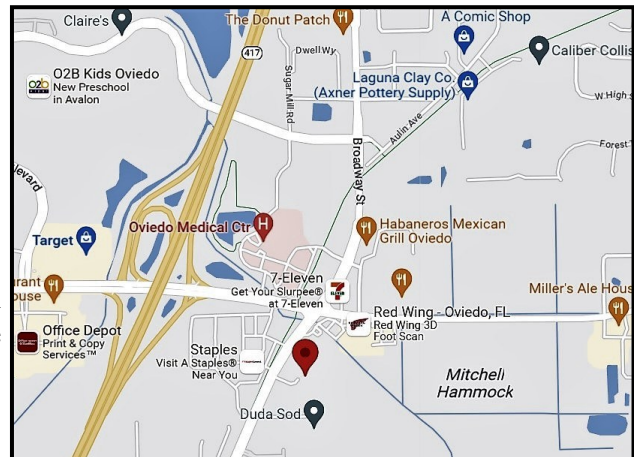 Claire's
The Donut Patch
A Comic Shop
Caliber Collis
Dwell Wy
417
O2B Kids Oviedo
New Preschool
in Avalon
o2b
Sugar Mill Rd
Laguna Clay Co.
(Axner Pottery Supply)
W High S
Aulin Ave
Forest
Broadway St
levard
Oviedo Medical Ctr
H
Habaneros Mexican
Grill Oviedo
Target
7-Eleven
Get Your Slurpee®
at 7-Eleven
urant
ouse
Miller's Ale Hous
Red Wing - Oviedo, FL
Red Wing 3D
Foot Scan
Office Depot
Print & Copy
Services™
Staples
Visit A Staples®
Near You
Mitchell
Hammock
Duda Sod